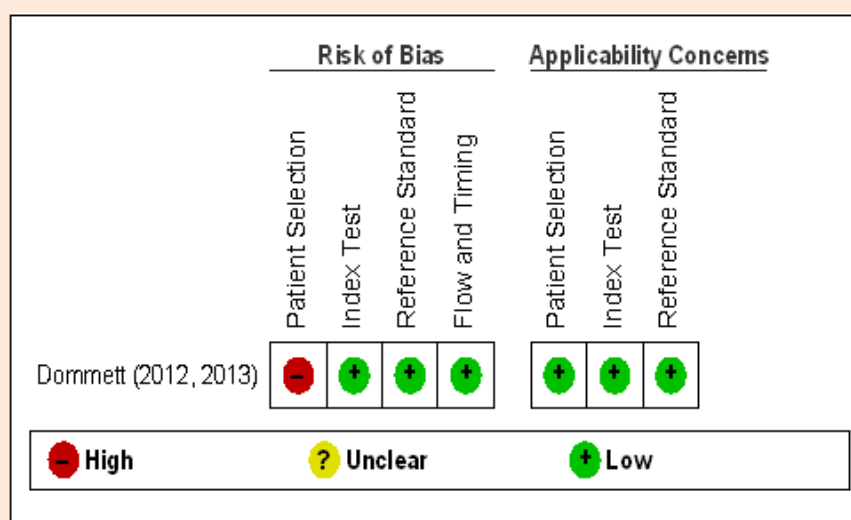 Risk of Bias
Applicability Concerns
Patient Selection
Index Test
Reference Standard
Flow and Timing
Patient Selection
Index Test
Reference Standard
Dommett (2012, 2013)
- + + + + + +
- High
? Unclear
+ Low